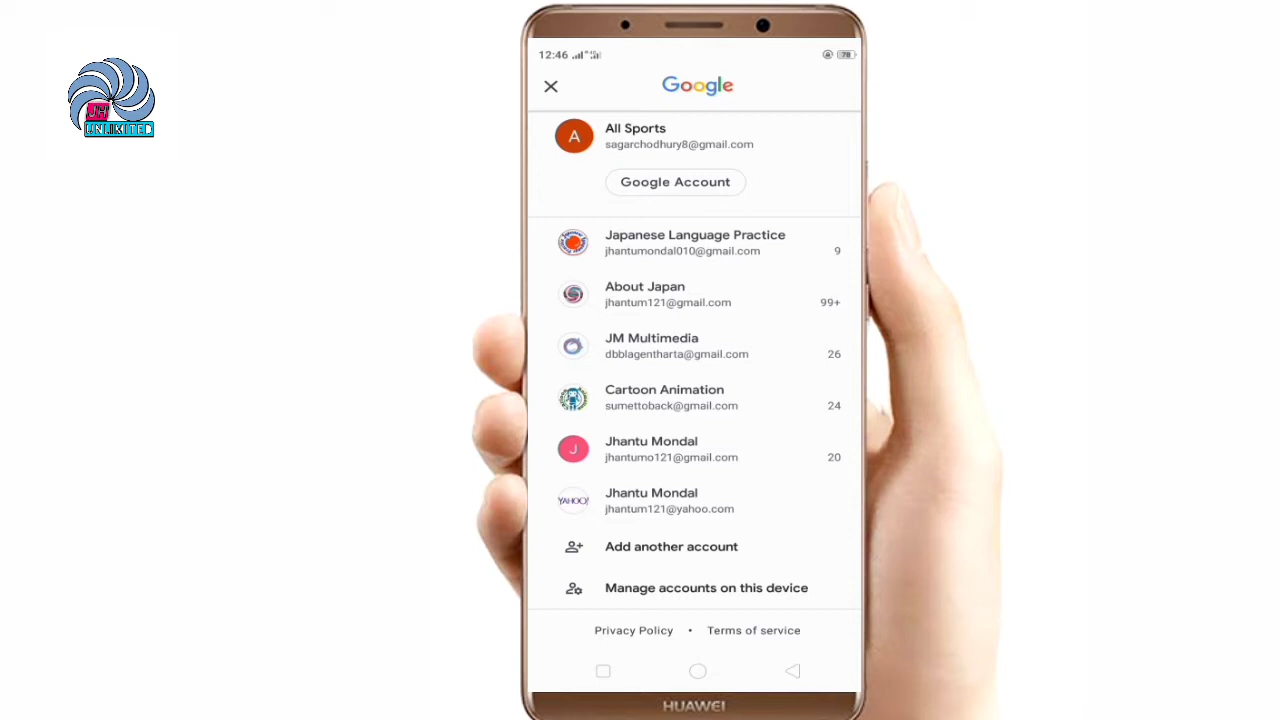 JH
UNLIMITED
12:46
78
Google
A
All Sports
sagarchodhury8@gmail.com
Google Account
Japanese Language Practice
jhantumondal010@gmail.com
9
About Japan
jhantum121@gmail.com
99+
JM Multimedia
dbblagentharta@gmail.com
26
Cartoon Animation
sumettoback@gmail.com
24
J
Jhantu Mondal
jhantumo121@gmail.com
20
YAHOO!
Jhantu Mondal
jhantum121@yahoo.com
Add another account
Manage accounts on this device
Privacy Policy • Terms of service
HUAWEI